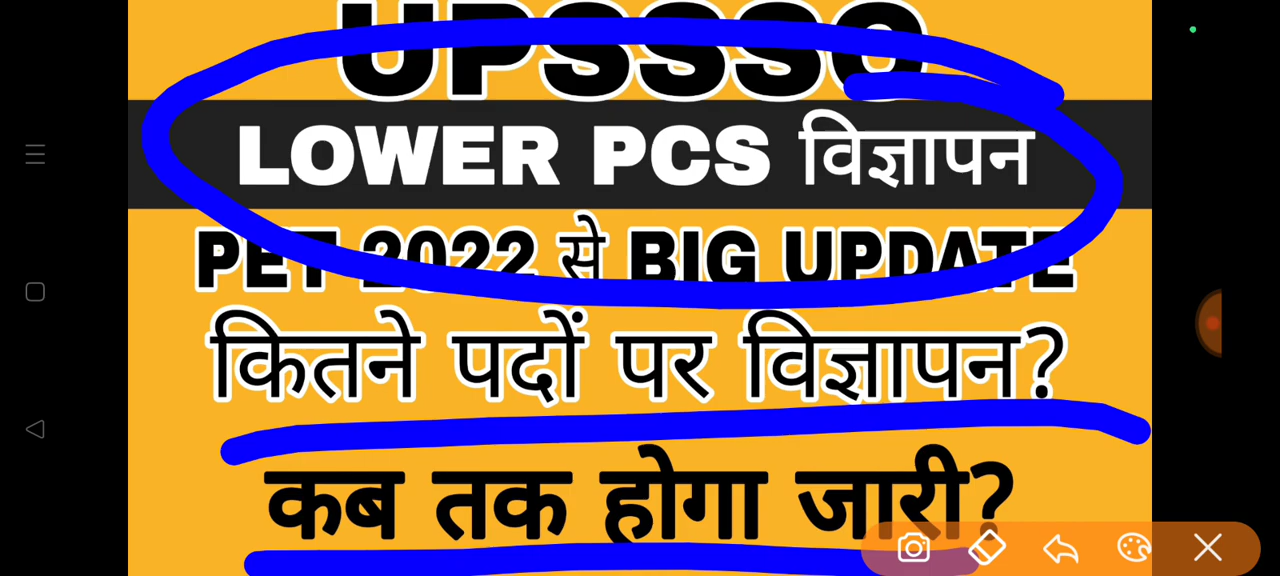 UPSSSC
LOWER PCS विज्ञापन
PET 2022 से BIG UPDATE
कितने पदों पर विज्ञापन?
कब तक होगा जारी?